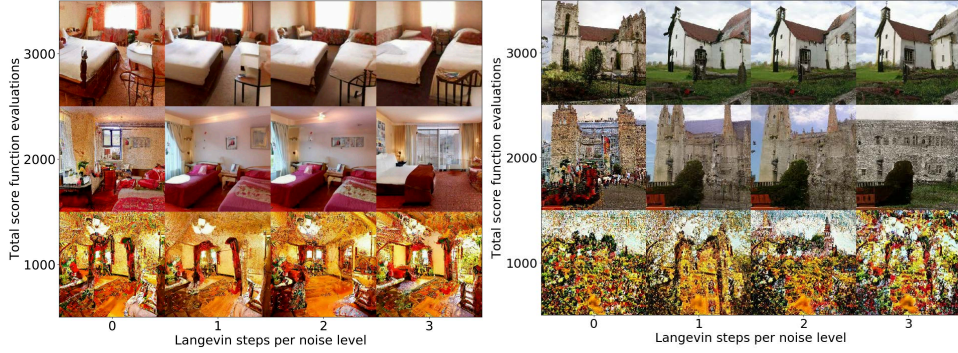 Total score function evaluations
3000
2000
1000
0 1 2 3
Langevin steps per noise level
Total score function evaluations
3000
2000
1000
0 1 2 3
Langevin steps per noise level